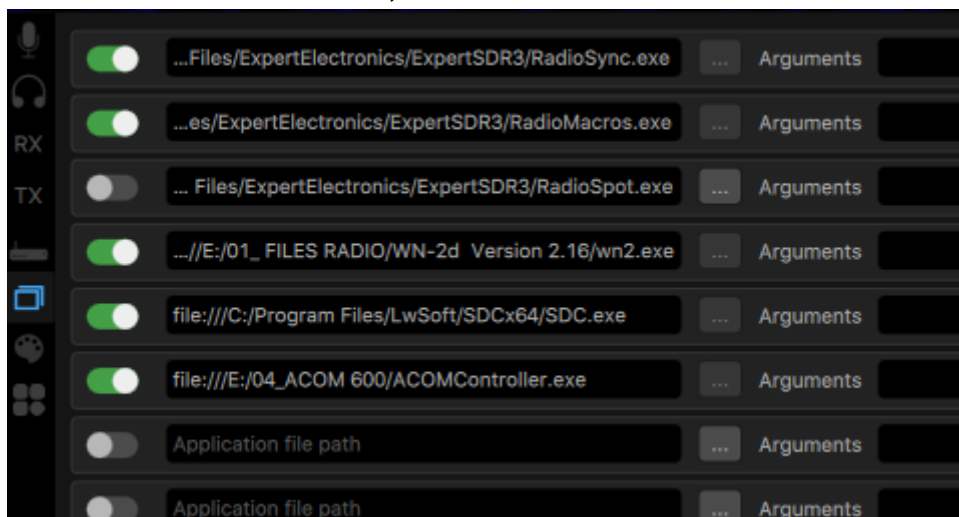 ...Files/ExpertElectronics/ExpertSDR3/RadioSync.exe ... Arguments
...es/ExpertElectronics/ExpertSDR3/RadioMacros.exe ... Arguments
RX
... Files/ExpertElectronics/ExpertSDR3/RadioSpot.exe ... Arguments
TX
...//E:/01_ FILES RADIO/WN-2d  Version 2.16/wn2.exe ... Arguments
file:///C:/Program Files/LwSoft/SDCx64/SDC.exe ... Arguments
file:///E:/04_ACOM 600/ACOMController.exe ... Arguments
Application file path ... Arguments
Application file path ... Arguments